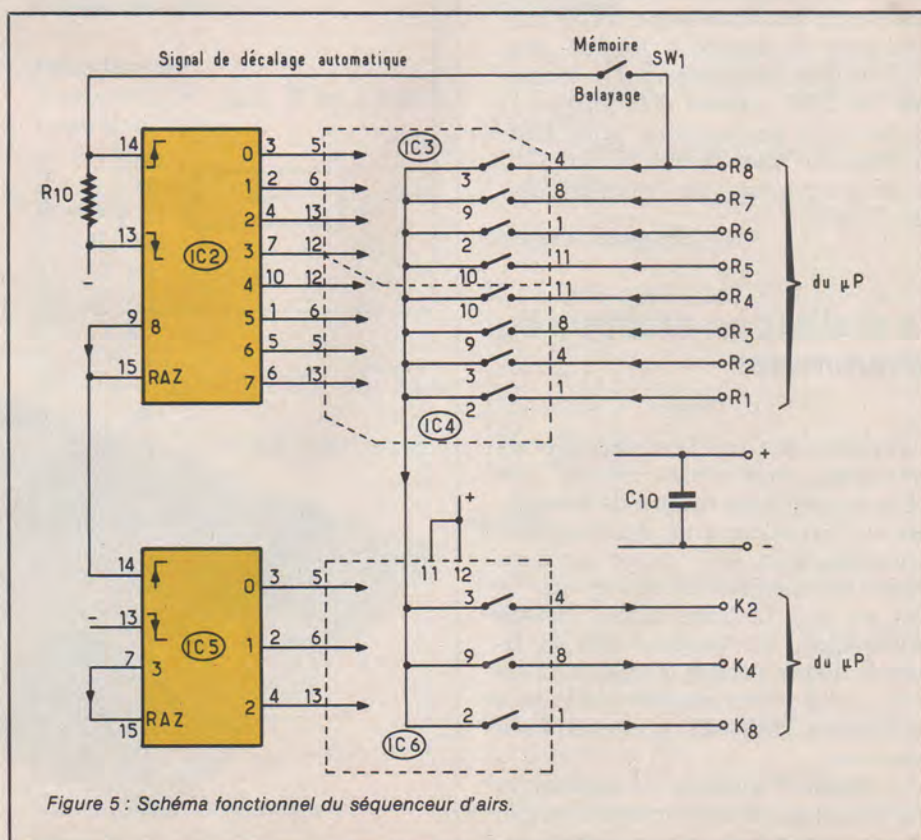 Signal de décalage automatique
Mémoire
SW1
Balayage
14
R10
13
–
9
15
IC2
8
RAZ
0 3 5
1 2 6
2 4 13
3 7 12
4 10 12
5 1 6
6 5 5
7 6 13
IC3
3 4 R8
9 8 R7
2 1 R6
10 11 R5
10 11 R4
9 8 R3
3 4 R2
2 1 R1
du µP
IC4
+
C10
–
+
11 12
14
– 13
7
15
IC5
3
RAZ
0 3 5
1 2 6
2 4 13
3 4 K2
9 8 K4
2 1 K8
du µP
IC6
Figure 5 : Schéma fonctionnel du séquenceur d'airs.